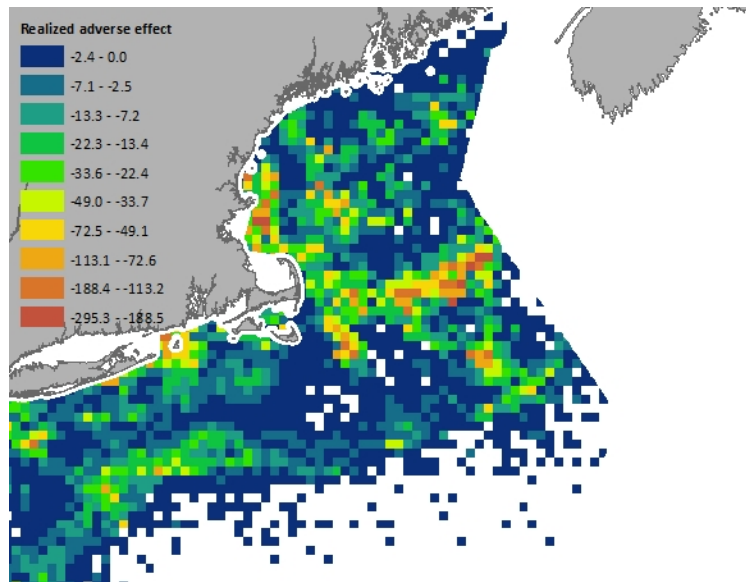 Realized adverse effect
-2.4 - 0.0
-7.1 - -2.5
-13.3 - -7.2
-22.3 - -13.4
-33.6 - -22.4
-49.0 - -33.7
-72.5 - -49.1
-113.1 - -72.6
-188.4 - -113.2
-295.3 - -188.5